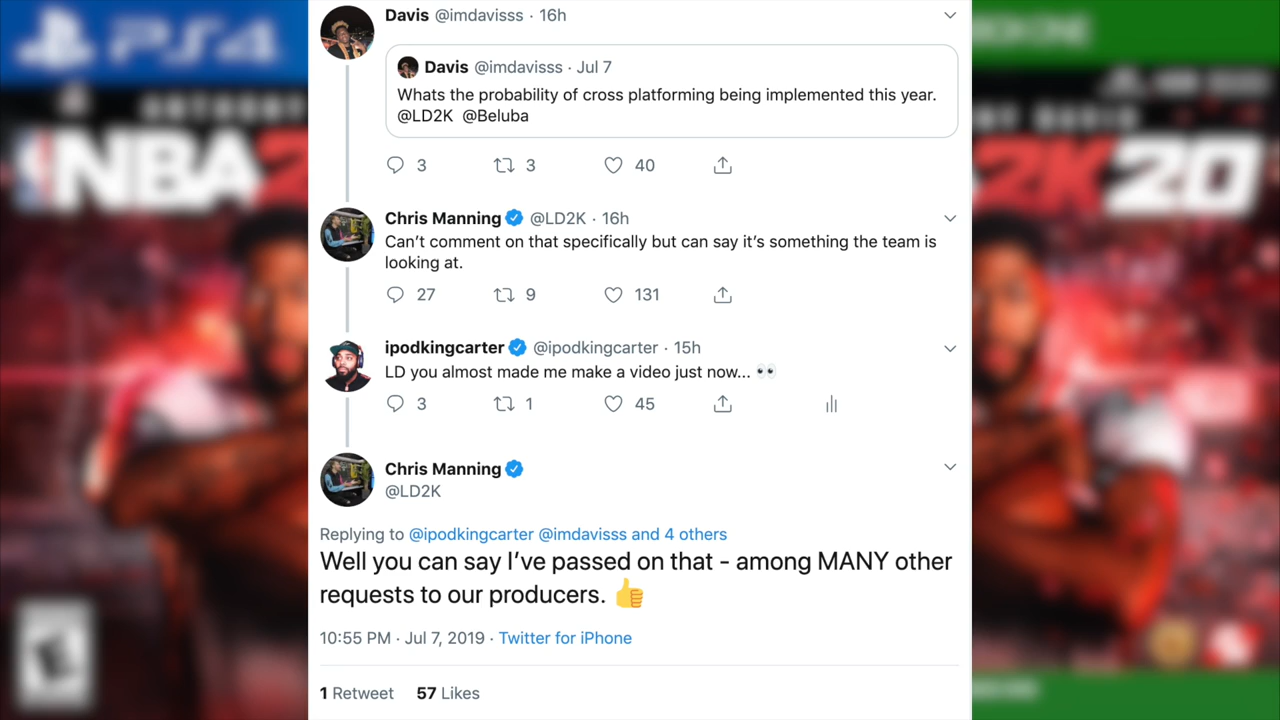 PS4
NBA 2
2K20
Davis @imdavisss · 16h
Davis @imdavisss · Jul 7
Whats the probability of cross platforming being implemented this year.
@LD2K @Beluba
3 3 40
Chris Manning @LD2K · 16h
Can’t comment on that specifically but can say it’s something the team is
looking at.
27 9 131
ipodkingcarter @ipodkingcarter · 15h
LD you almost made me make a video just now... 👀
3 1 45
Chris Manning
@LD2K
Replying to @ipodkingcarter @imdavisss and 4 others
Well you can say I’ve passed on that - among MANY other
requests to our producers. 👍
10:55 PM · Jul 7, 2019 · Twitter for iPhone
1 Retweet 57 Likes